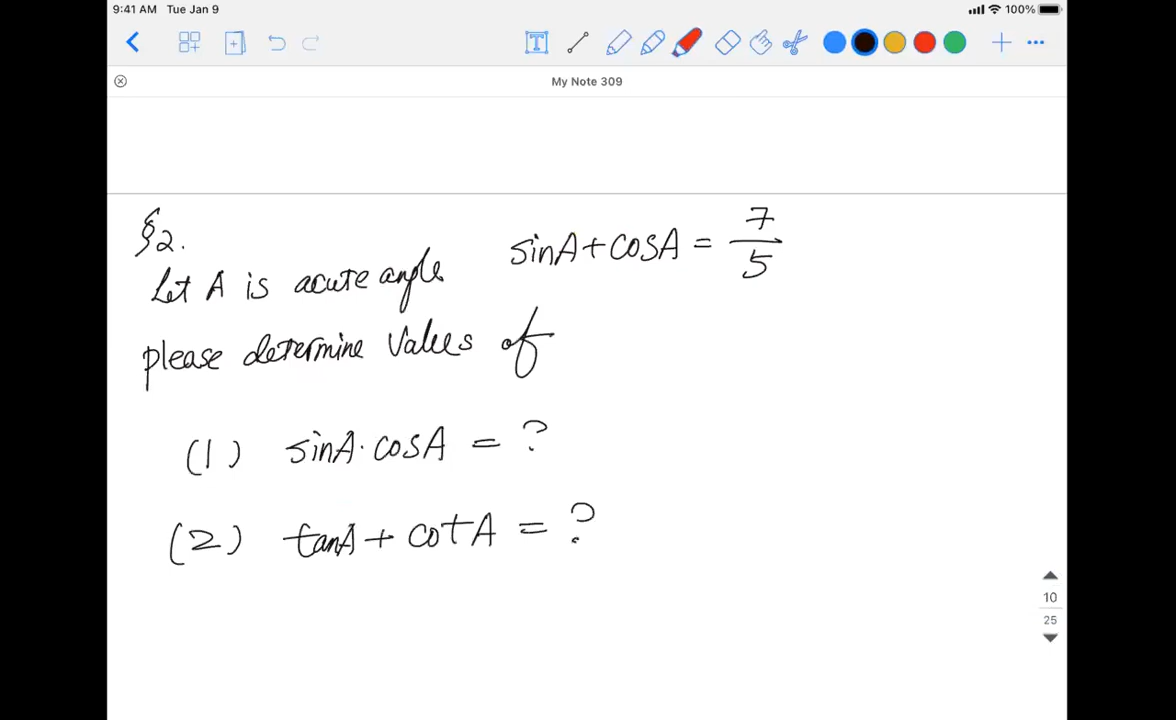 9:41 AM Tue Jan 9 100%
T
My Note 309
§2.
sinA+cosA = 7/5
Let A is acute angle
please determine Values of
(1) sinA·cosA = ?
(2) tanA+cotA = ?
10
25